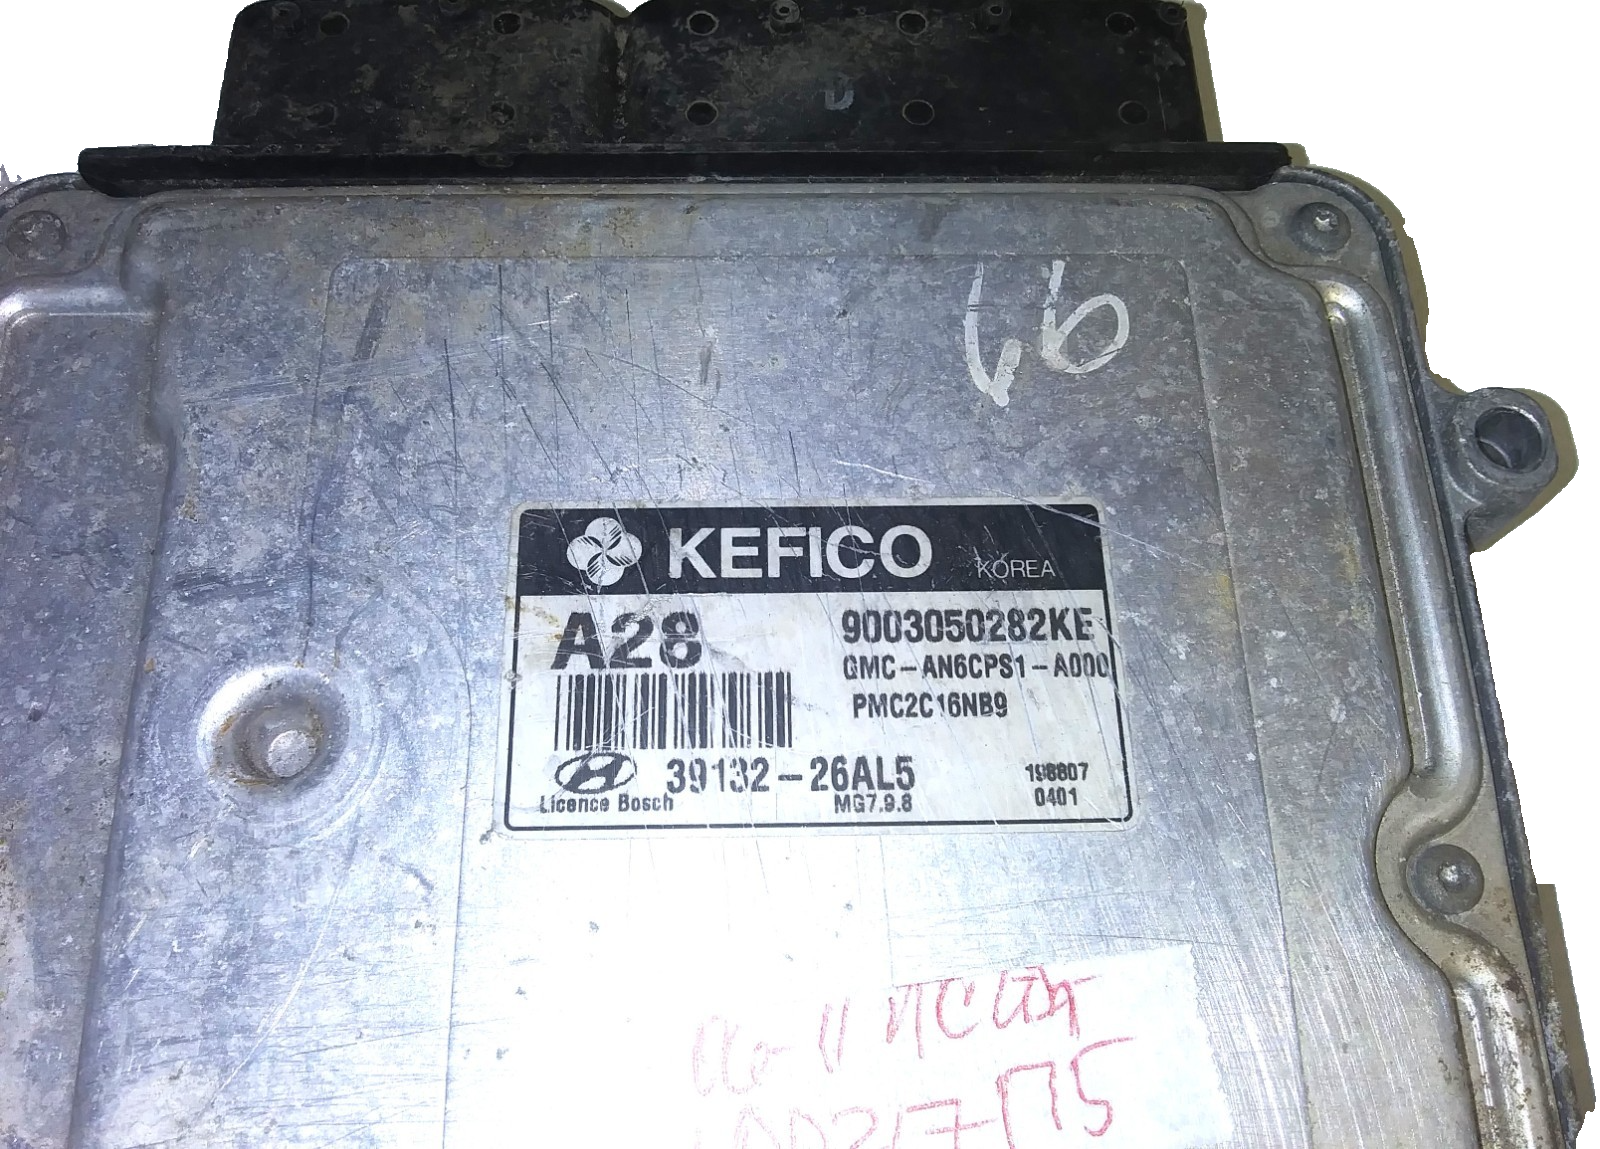 D
66
KEFICO KOREA
A28
9003050282KE
GMC-AN6CPS1-A000
PMC2C16NB9
39132-26AL5
198807
Licence Bosch
MG7.9.8
0401